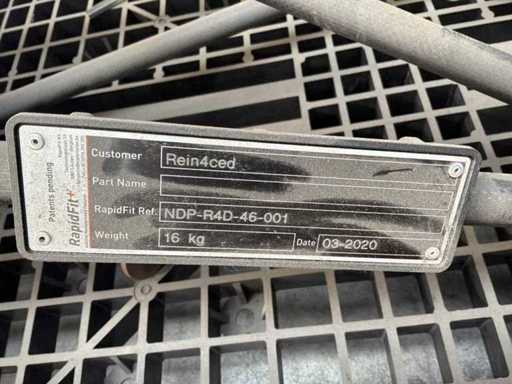 Patents pending
RapidFit+
Customer Rein4ced
Part Name
RapidFit Ref. NDP-R4D-46-001
Weight 16 kg Date 03-2020